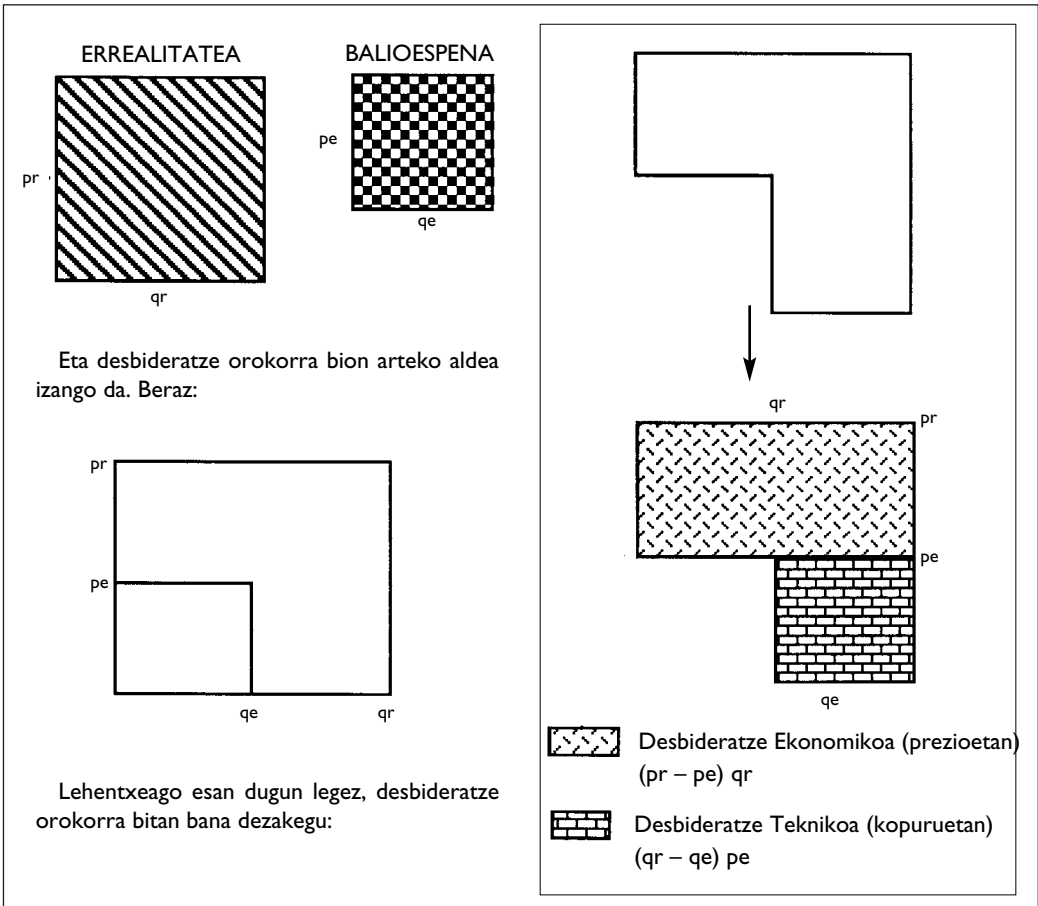 ERREALITATEA
BALIOESPENA
pr
qr
pe
qe
Eta desbideratze orokorra bion arteko aldea
izango da. Beraz:
pr
pe
qe
qr
Lehentxeago esan dugun legez, desbideratze
orokorra bitan bana dezakegu:
qr
pr
pe
qe
Desbideratze Ekonomikoa (prezioetan)
(pr – pe) qr
Desbideratze Teknikoa (kopuruetan)
(qr – qe) pe